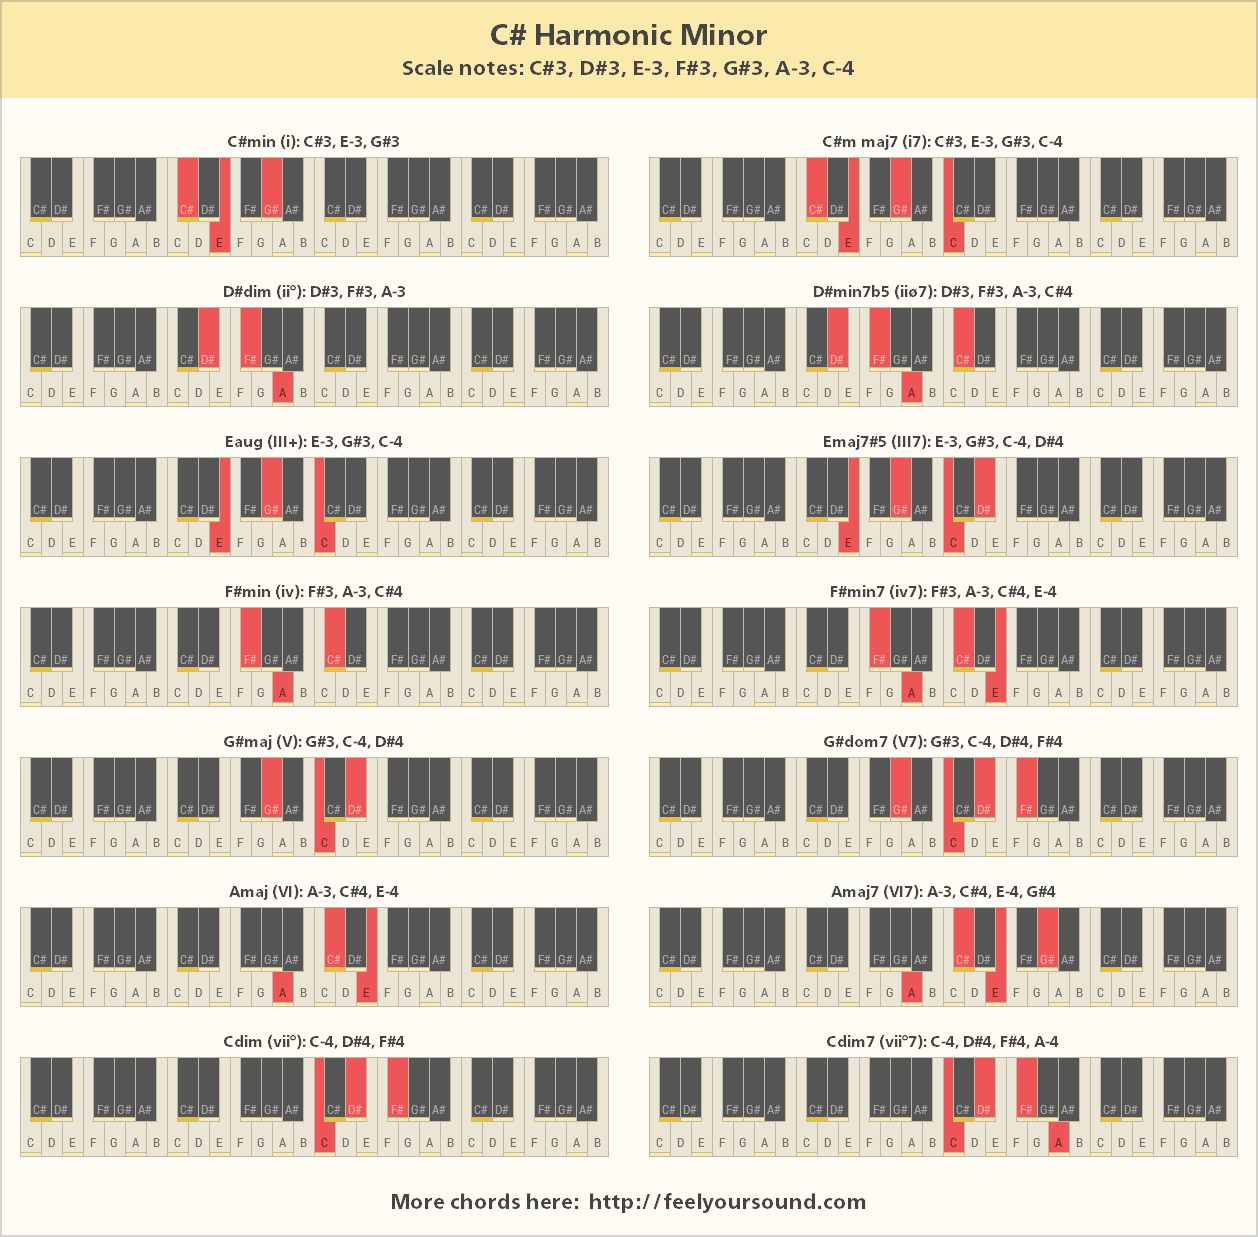 C# Harmonic Minor
Scale notes: C#3, D#3, E-3, F#3, G#3, A-3, C-4
C#min (i): C#3, E-3, G#3
C# D# F# G# A# C# D# F# G# A# C# D# F# G# A# C# D# F# G# A#
C D E F G A B C D E F G A B C D E F G A B C D E F G A B
C#m maj7 (i7): C#3, E-3, G#3, C-4
C# D# F# G# A# C# D# F# G# A# C# D# F# G# A# C# D# F# G# A#
C D E F G A B C D E F G A B C D E F G A B C D E F G A B
D#dim (ii°): D#3, F#3, A-3
C# D# F# G# A# C# D# F# G# A# C# D# F# G# A# C# D# F# G# A#
C D E F G A B C D E F G A B C D E F G A B C D E F G A B
D#min7b5 (iiø7): D#3, F#3, A-3, C#4
C# D# F# G# A# C# D# F# G# A# C# D# F# G# A# C# D# F# G# A#
C D E F G A B C D E F G A B C D E F G A B C D E F G A B
Eaug (III+): E-3, G#3, C-4
C# D# F# G# A# C# D# F# G# A# C# D# F# G# A# C# D# F# G# A#
C D E F G A B C D E F G A B C D E F G A B C D E F G A B
Emaj7#5 (III7): E-3, G#3, C-4, D#4
C# D# F# G# A# C# D# F# G# A# C# D# F# G# A# C# D# F# G# A#
C D E F G A B C D E F G A B C D E F G A B C D E F G A B
F#min (iv): F#3, A-3, C#4
C# D# F# G# A# C# D# F# G# A# C# D# F# G# A# C# D# F# G# A#
C D E F G A B C D E F G A B C D E F G A B C D E F G A B
F#min7 (iv7): F#3, A-3, C#4, E-4
C# D# F# G# A# C# D# F# G# A# C# D# F# G# A# C# D# F# G# A#
C D E F G A B C D E F G A B C D E F G A B C D E F G A B
G#maj (V): G#3, C-4, D#4
C# D# F# G# A# C# D# F# G# A# C# D# F# G# A# C# D# F# G# A#
C D E F G A B C D E F G A B C D E F G A B C D E F G A B
G#dom7 (V7): G#3, C-4, D#4, F#4
C# D# F# G# A# C# D# F# G# A# C# D# F# G# A# C# D# F# G# A#
C D E F G A B C D E F G A B C D E F G A B C D E F G A B
Amaj (VI): A-3, C#4, E-4
C# D# F# G# A# C# D# F# G# A# C# D# F# G# A# C# D# F# G# A#
C D E F G A B C D E F G A B C D E F G A B C D E F G A B
Amaj7 (VI7): A-3, C#4, E-4, G#4
C# D# F# G# A# C# D# F# G# A# C# D# F# G# A# C# D# F# G# A#
C D E F G A B C D E F G A B C D E F G A B C D E F G A B
Cdim (vii°): C-4, D#4, F#4
C# D# F# G# A# C# D# F# G# A# C# D# F# G# A# C# D# F# G# A#
C D E F G A B C D E F G A B C D E F G A B C D E F G A B
Cdim7 (vii°7): C-4, D#4, F#4, A-4
C# D# F# G# A# C# D# F# G# A# C# D# F# G# A# C# D# F# G# A#
C D E F G A B C D E F G A B C D E F G A B C D E F G A B
More chords here: http://feelyoursound.com